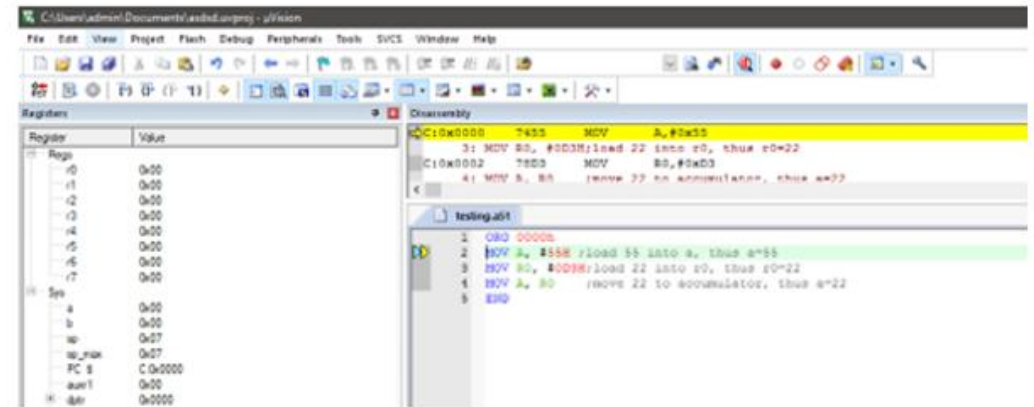 C:\Users\admin\Documents\asdsd.uvproj - µVision
File Edit View Project Flash Debug Peripherals Tools SVCS Window Help
Registers
Register Value
Regs
r0 0x00
r1 0x00
r2 0x00
r3 0x00
r4 0x00
r5 0x00
r6 0x00
r7 0x00
Sys
a 0x00
b 0x00
sp 0x07
sp_max 0x07
PC $ C:0x0000
auxr1 0x00
dptr 0x0000
Disassembly
C:0x0000 7455 MOV A,#0x55
3: MOV R0, #0D3H;load 22 into r0, thus r0=22
C:0x0002 78D3 MOV R0,#0xD3
4: MOV A, R0 ;move 22 to accumulator, thus a=22
testing.a51
1 ORG 0000h
2 MOV A, #55H ;load 55 into a, thus a=55
3 MOV R0, #0D3H;load 22 into r0, thus r0=22
4 MOV A, R0 ;move 22 to accumulator, thus a=22
5 END